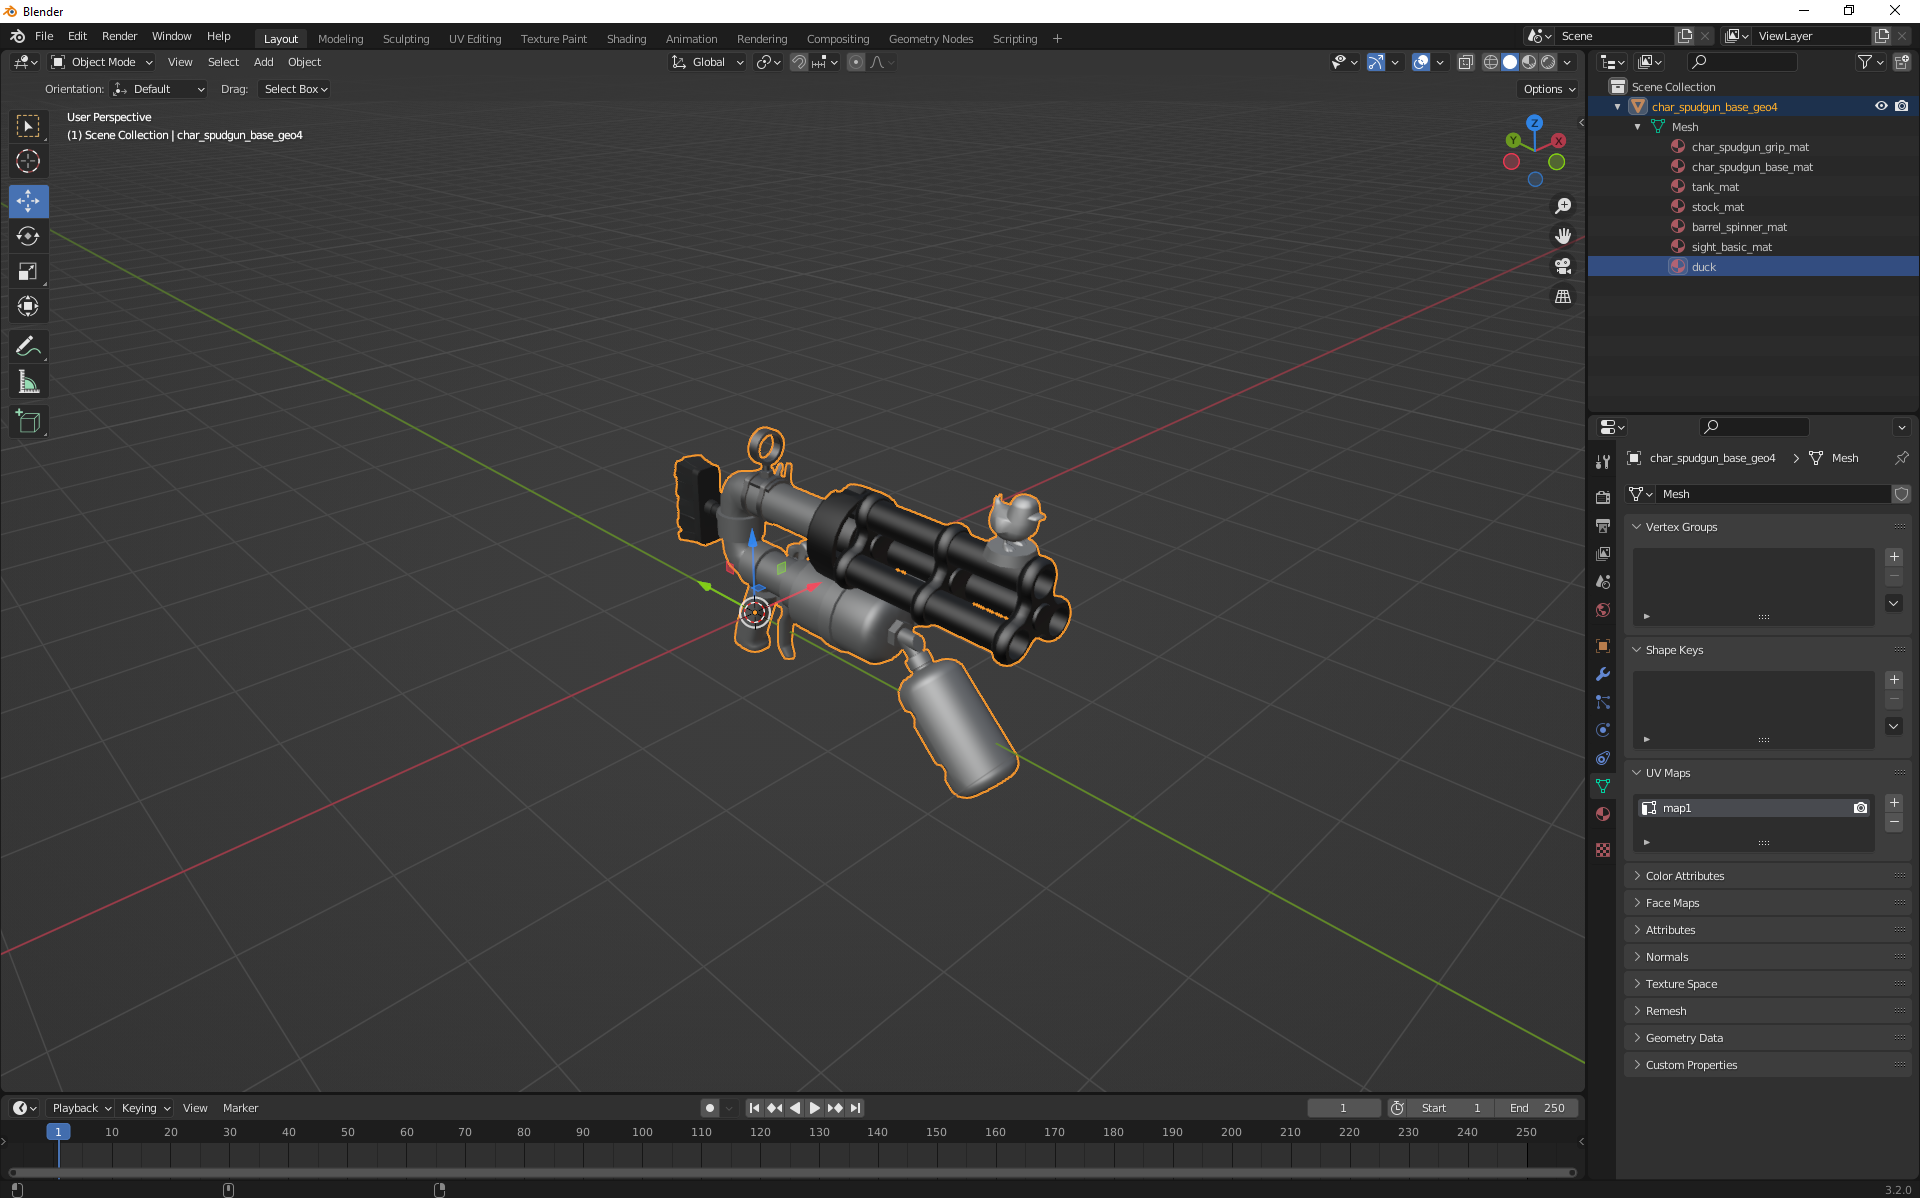 Blender
File Edit Render Window Help Layout Modeling Sculpting UV Editing Texture Paint Shading Animation Rendering Compositing Geometry Nodes Scripting + Scene ViewLayer
Object Mode View Select Add Object Global
Orientation: Default Drag: Select Box Options
User Perspective
(1) Scene Collection | char_spudgun_base_geo4
Z
Y
X
Scene Collection
char_spudgun_base_geo4
Mesh
char_spudgun_grip_mat
char_spudgun_base_mat
tank_mat
stock_mat
barrel_spinner_mat
sight_basic_mat
duck
char_spudgun_base_geo4 > Mesh
Mesh
Vertex Groups
Shape Keys
UV Maps
map1
Color Attributes
Face Maps
Attributes
Normals
Texture Space
Remesh
Geometry Data
Custom Properties
Playback Keying View Marker 1 Start 1 End 250
1 10 20 30 40 50 60 70 80 90 100 110 120 130 140 150 160 170 180 190 200 210 220 230 240 250
3.2.0